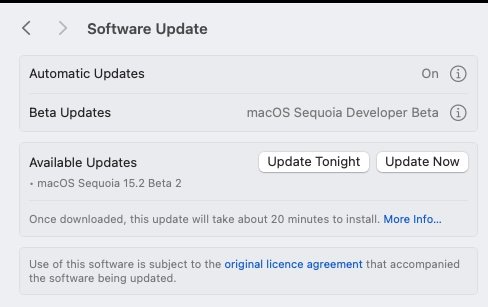 Software Update
Automatic Updates On
Beta Updates macOS Sequoia Developer Beta
Available Updates Update Tonight Update Now
• macOS Sequoia 15.2 Beta 2
Once downloaded, this update will take about 20 minutes to install. More Info...
Use of this software is subject to the original licence agreement that accompanied
the software being updated.